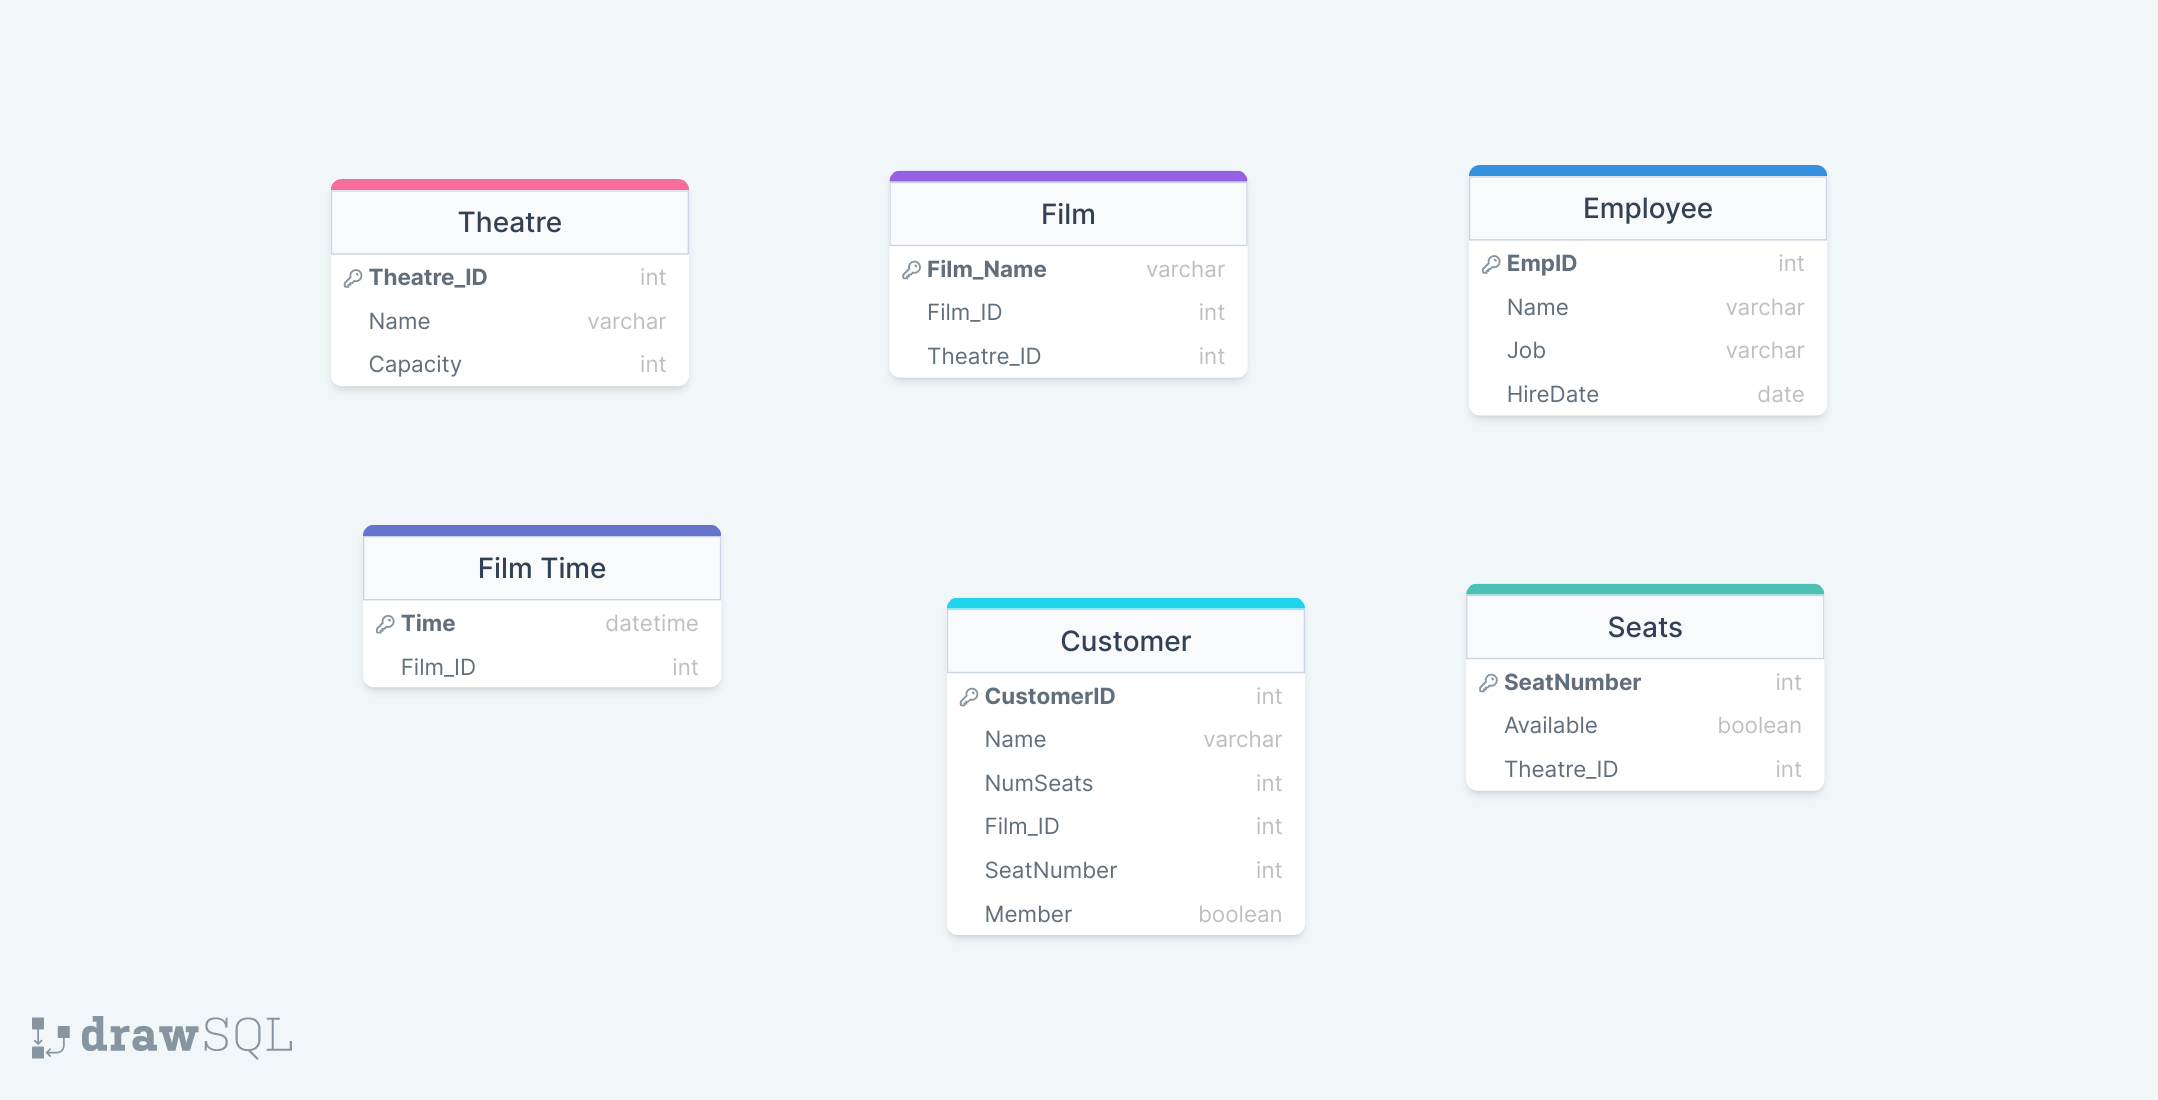 Theatre
Theatre_ID int
Name varchar
Capacity int
Film
Film_Name varchar
Film_ID int
Theatre_ID int
Employee
EmpID int
Name varchar
Job varchar
HireDate date
Film Time
Time datetime
Film_ID int
Customer
CustomerID int
Name varchar
NumSeats int
Film_ID int
SeatNumber int
Member boolean
Seats
SeatNumber int
Available boolean
Theatre_ID int
drawSQL